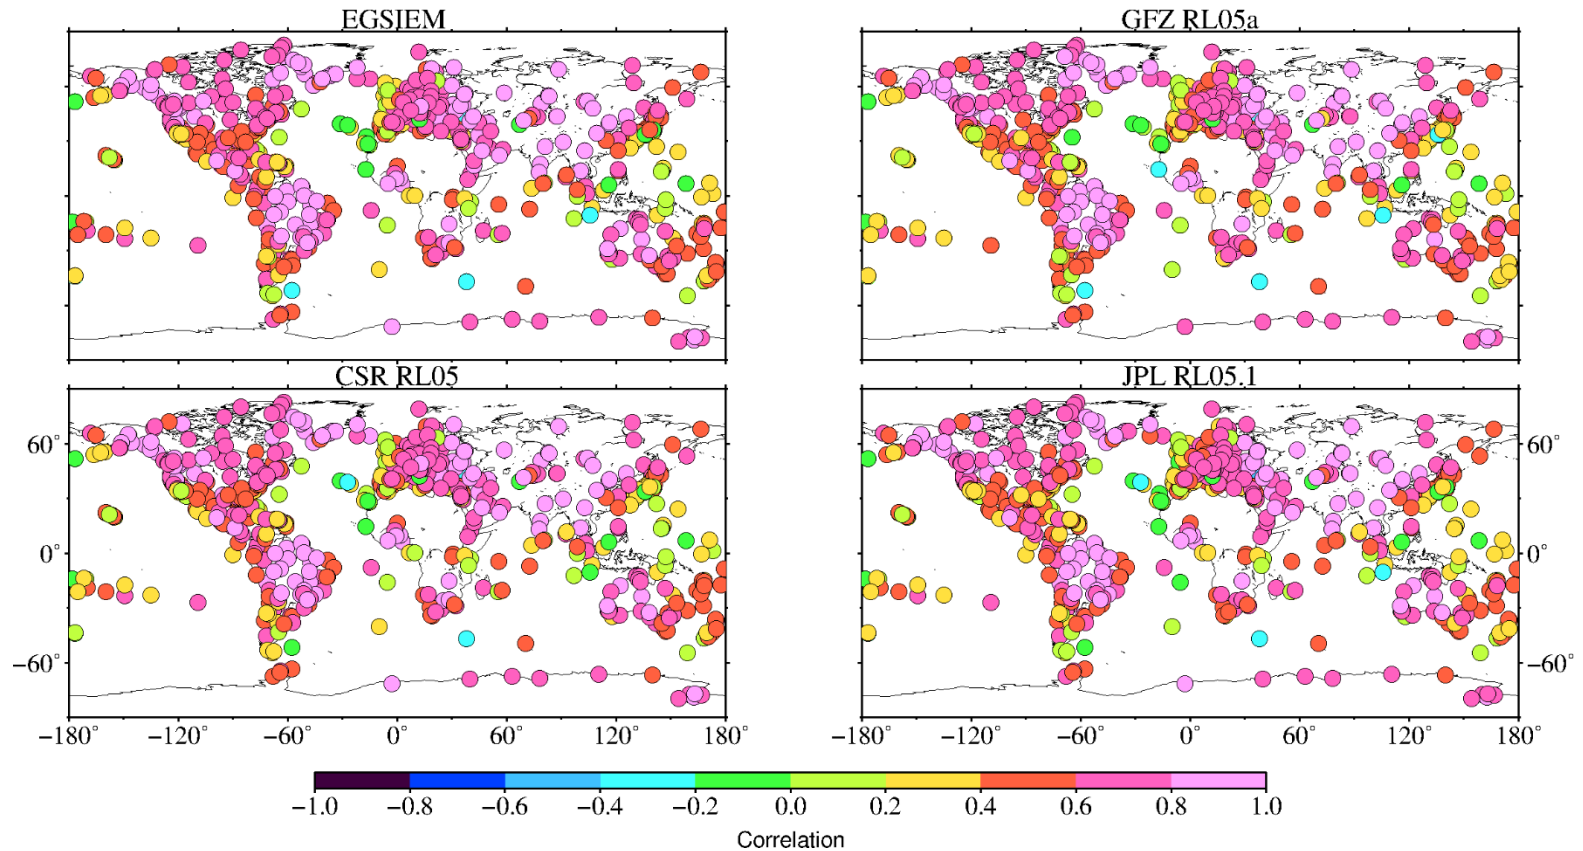 EGSIEM GFZ RL05a
CSR RL05 JPL RL05.1
60° 60°
0° 0°
−60° −60°
−180° −120° −60° 0° 60° 120° 180° −180° −120° −60° 0° 60° 120° 180°
−1.0 −0.8 −0.6 −0.4 −0.2 0.0 0.2 0.4 0.6 0.8 1.0
Correlation